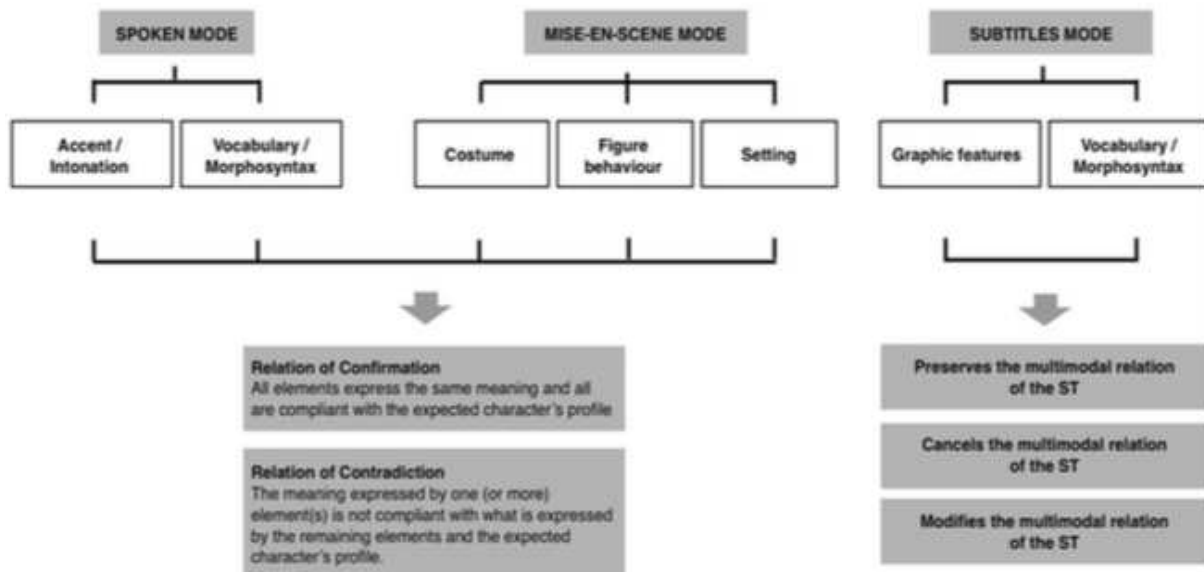 SPOKEN MODE
MISE-EN-SCENE MODE
SUBTITLES MODE
Accent /
Intonation
Vocabulary /
Morphosyntax
Costume
Figure
behaviour
Setting
Graphic features
Vocabulary /
Morphosyntax
Relation of Confirmation
All elements express the same meaning and all
are compliant with the expected character's profile
Relation of Contradiction
The meaning expressed by one (or more)
element(s) is not compliant with what is expressed
by the remaining elements and the expected
character's profile.
Preserves the multimodal relation
of the ST
Cancels the multimodal relation
of the ST
Modifies the multimodal relation
of the ST